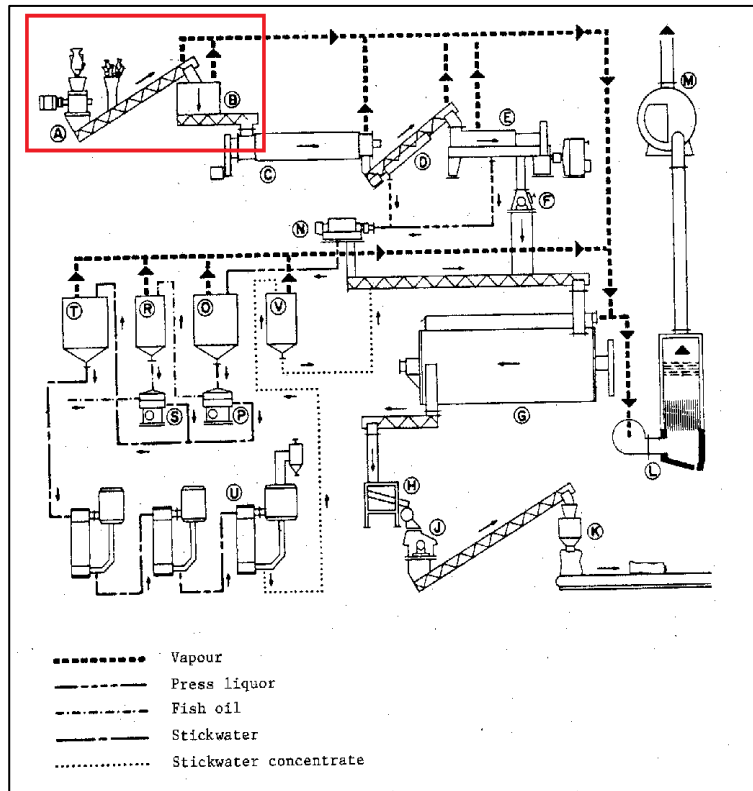 M
B
E
A
D
C
F
N
T
R
O
V
S
P
G
L
U
H
J
K
Vapour
Press liquor
Fish oil
Stickwater
Stickwater concentrate